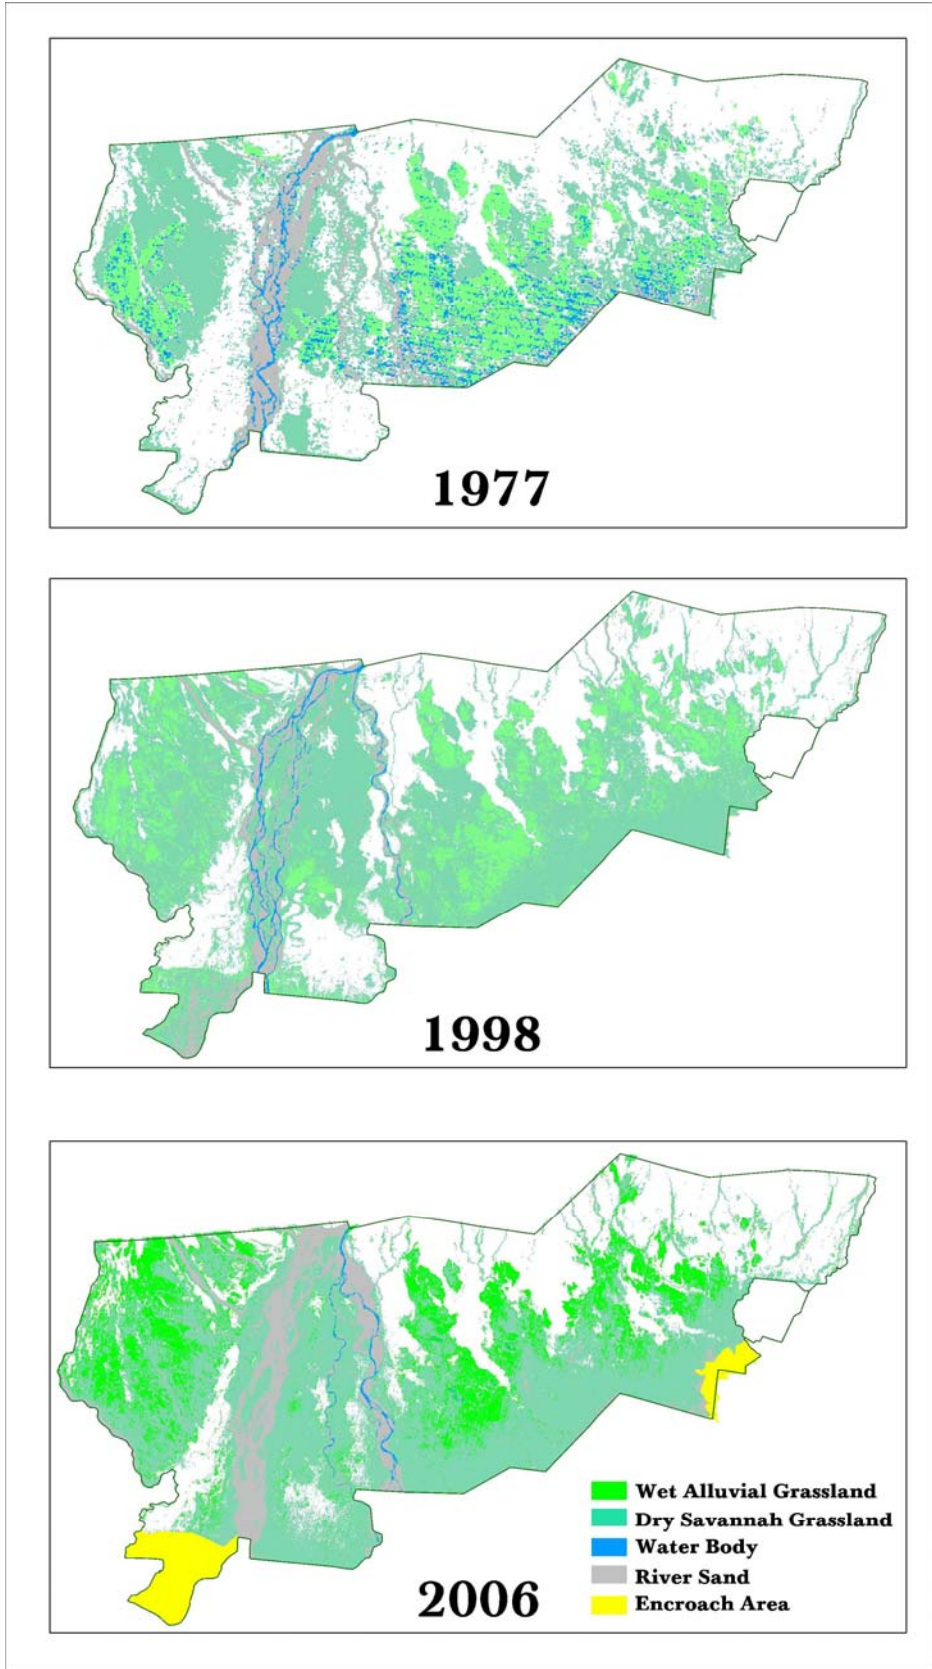 1977
1998
Wet Alluvial Grassland
Dry Savannah Grassland
Water Body
River Sand
Encroach Area
2006